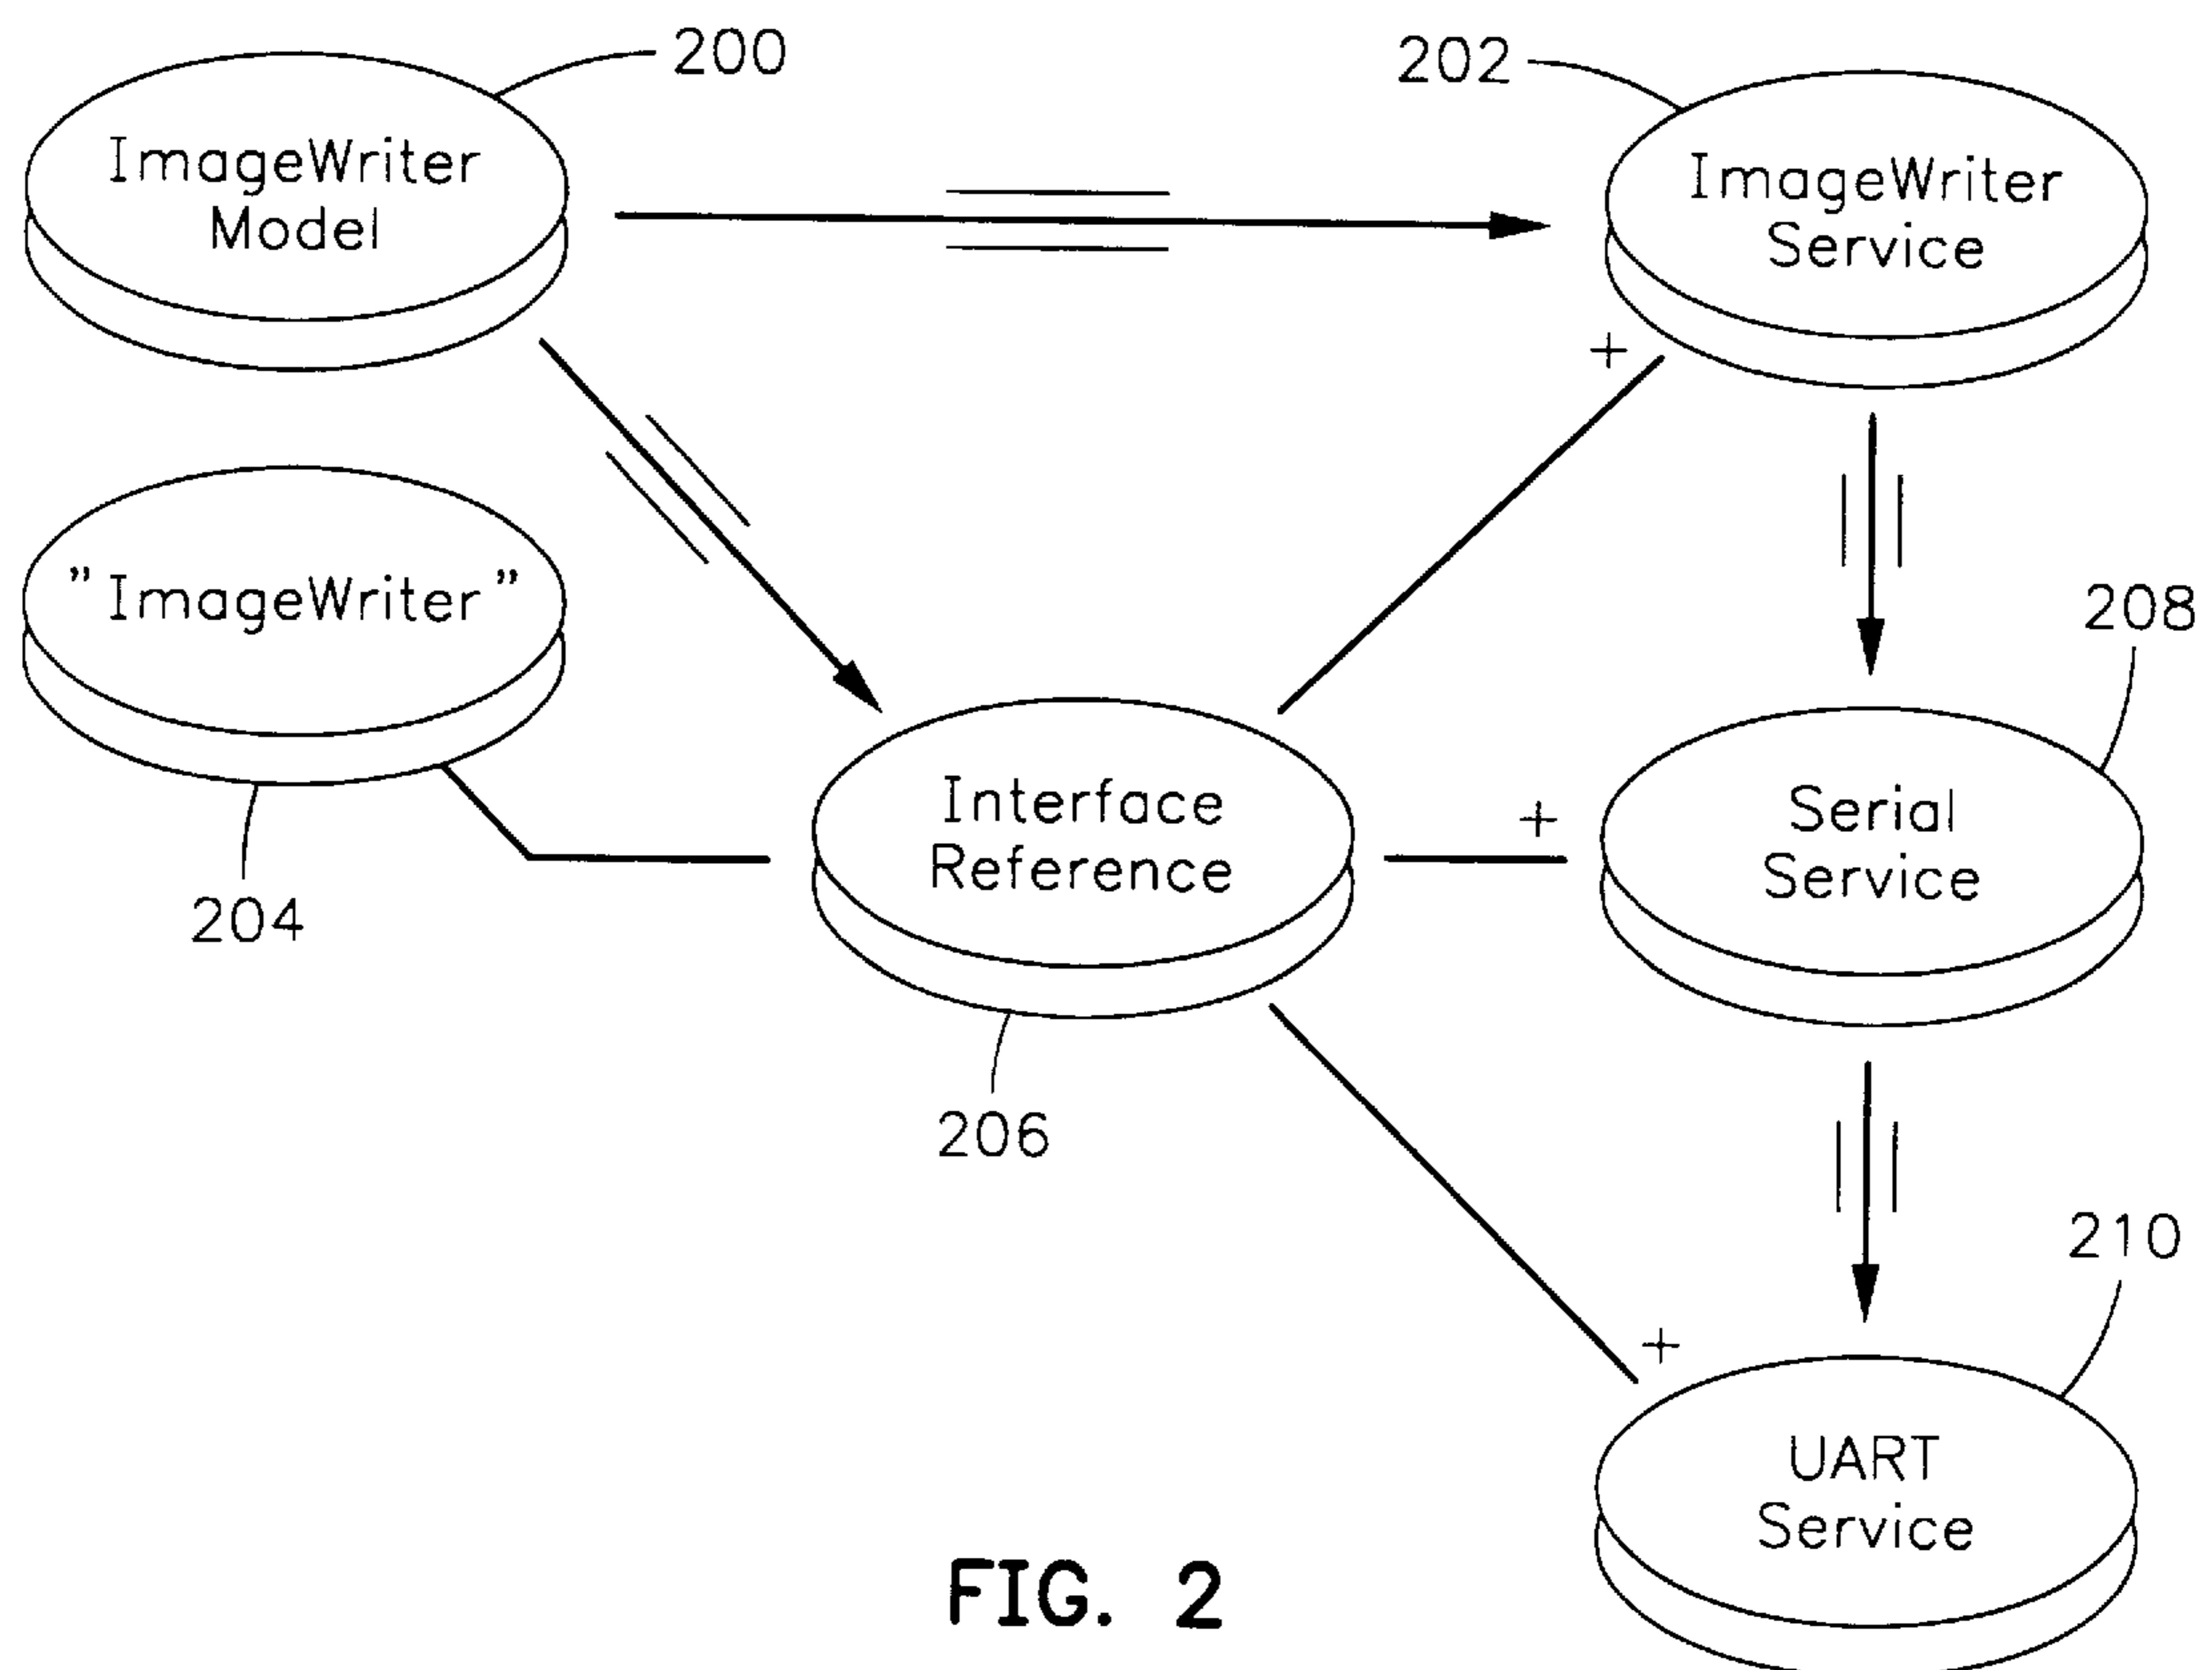 200
202
ImageWriter
Model
ImageWriter
Service
+
"ImageWriter"
208
204
Interface
Reference
+
Serial
Service
206
210
+
UART
Service
FIG. 2